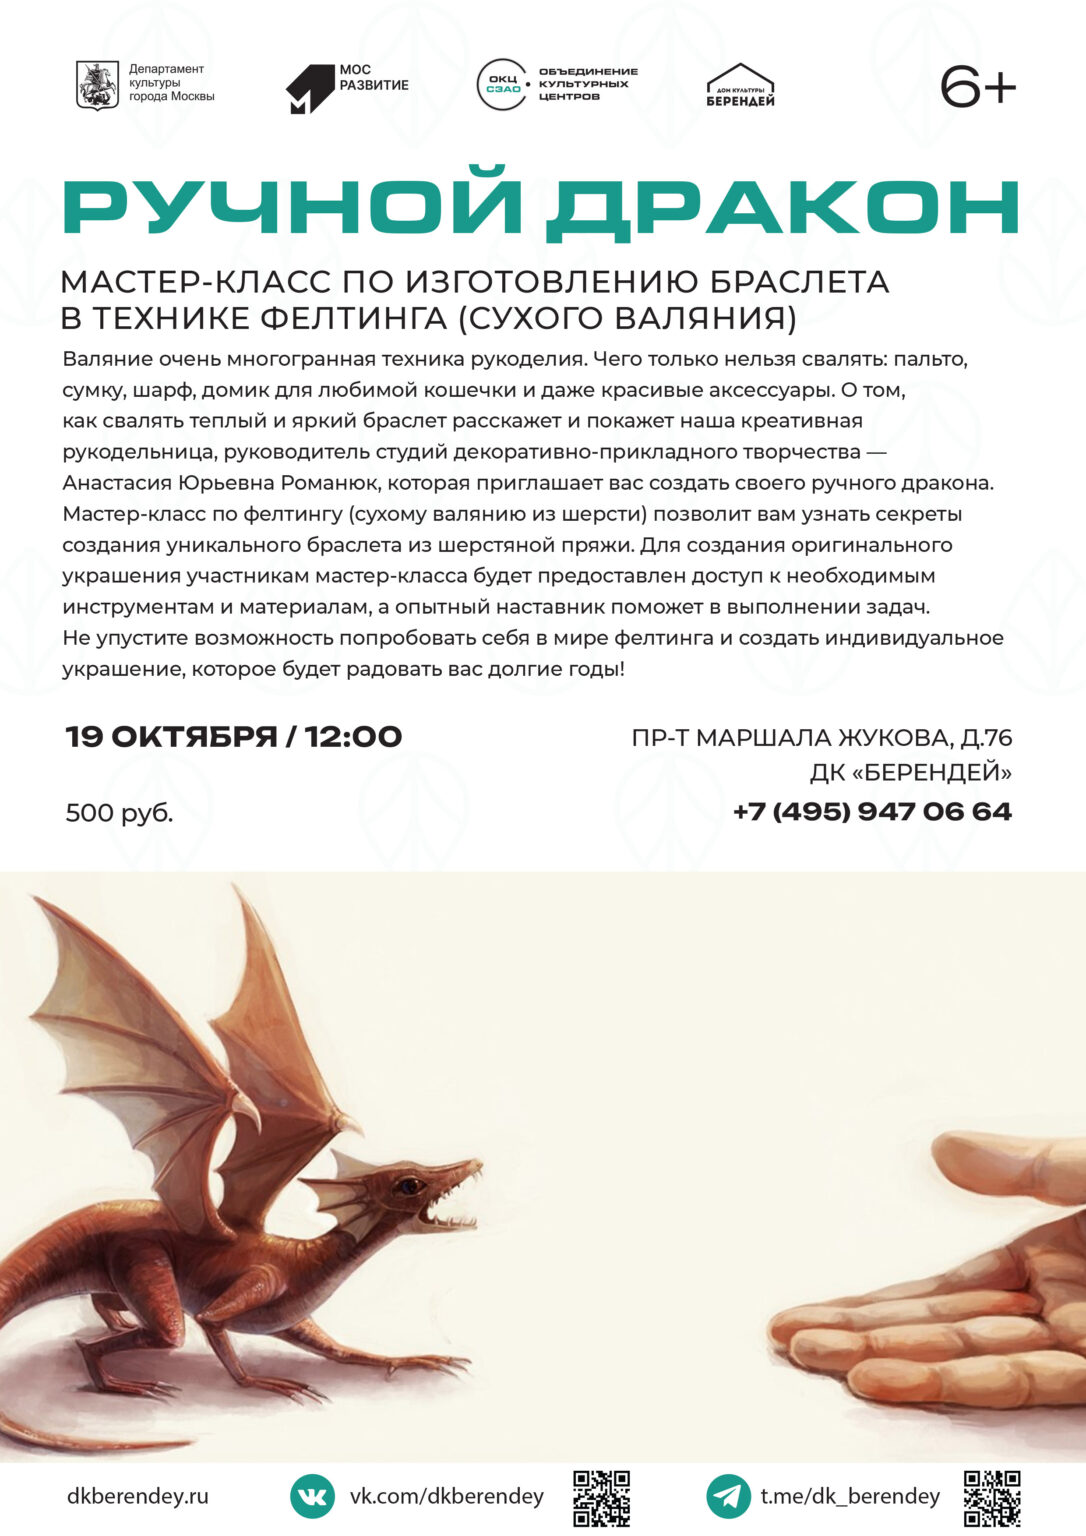 Департамент
культуры
города Москвы
МОС
РАЗВИТИЕ
ОКЦ
СЗАО
ОБЪЕДИНЕНИЕ
КУЛЬТУРНЫХ
ЦЕНТРОВ
ДОМ КУЛЬТУРЫ
БЕРЕНДЕЙ
6+
РУЧНОЙ ДРАКОН
МАСТЕР-КЛАСС ПО ИЗГОТОВЛЕНИЮ БРАСЛЕТА
В ТЕХНИКЕ ФЕЛТИНГА (СУХОГО ВАЛЯНИЯ)
Валяние очень многогранная техника рукоделия. Чего только нельзя свалять: пальто,
сумку, шарф, домик для любимой кошечки и даже красивые аксессуары. О том,
как свалять теплый и яркий браслет расскажет и покажет наша креативная
рукодельница, руководитель студий декоративно-прикладного творчества —
Анастасия Юрьевна Романюк, которая приглашает вас создать своего ручного дракона.
Мастер-класс по фелтингу (сухому валянию из шерсти) позволит вам узнать секреты
создания уникального браслета из шерстяной пряжи. Для создания оригинального
украшения участникам мастер-класса будет предоставлен доступ к необходимым
инструментам и материалам, а опытный наставник поможет в выполнении задач.
Не упустите возможность попробовать себя в мире фелтинга и создать индивидуальное
украшение, которое будет радовать вас долгие годы!
19 ОКТЯБРЯ / 12:00
500 руб.
ПР-Т МАРШАЛА ЖУКОВА, Д.76
ДК «БЕРЕНДЕЙ»
+7 (495) 947 06 64
dkberendey.ru
vk.com/dkberendey
t.me/dk_berendey